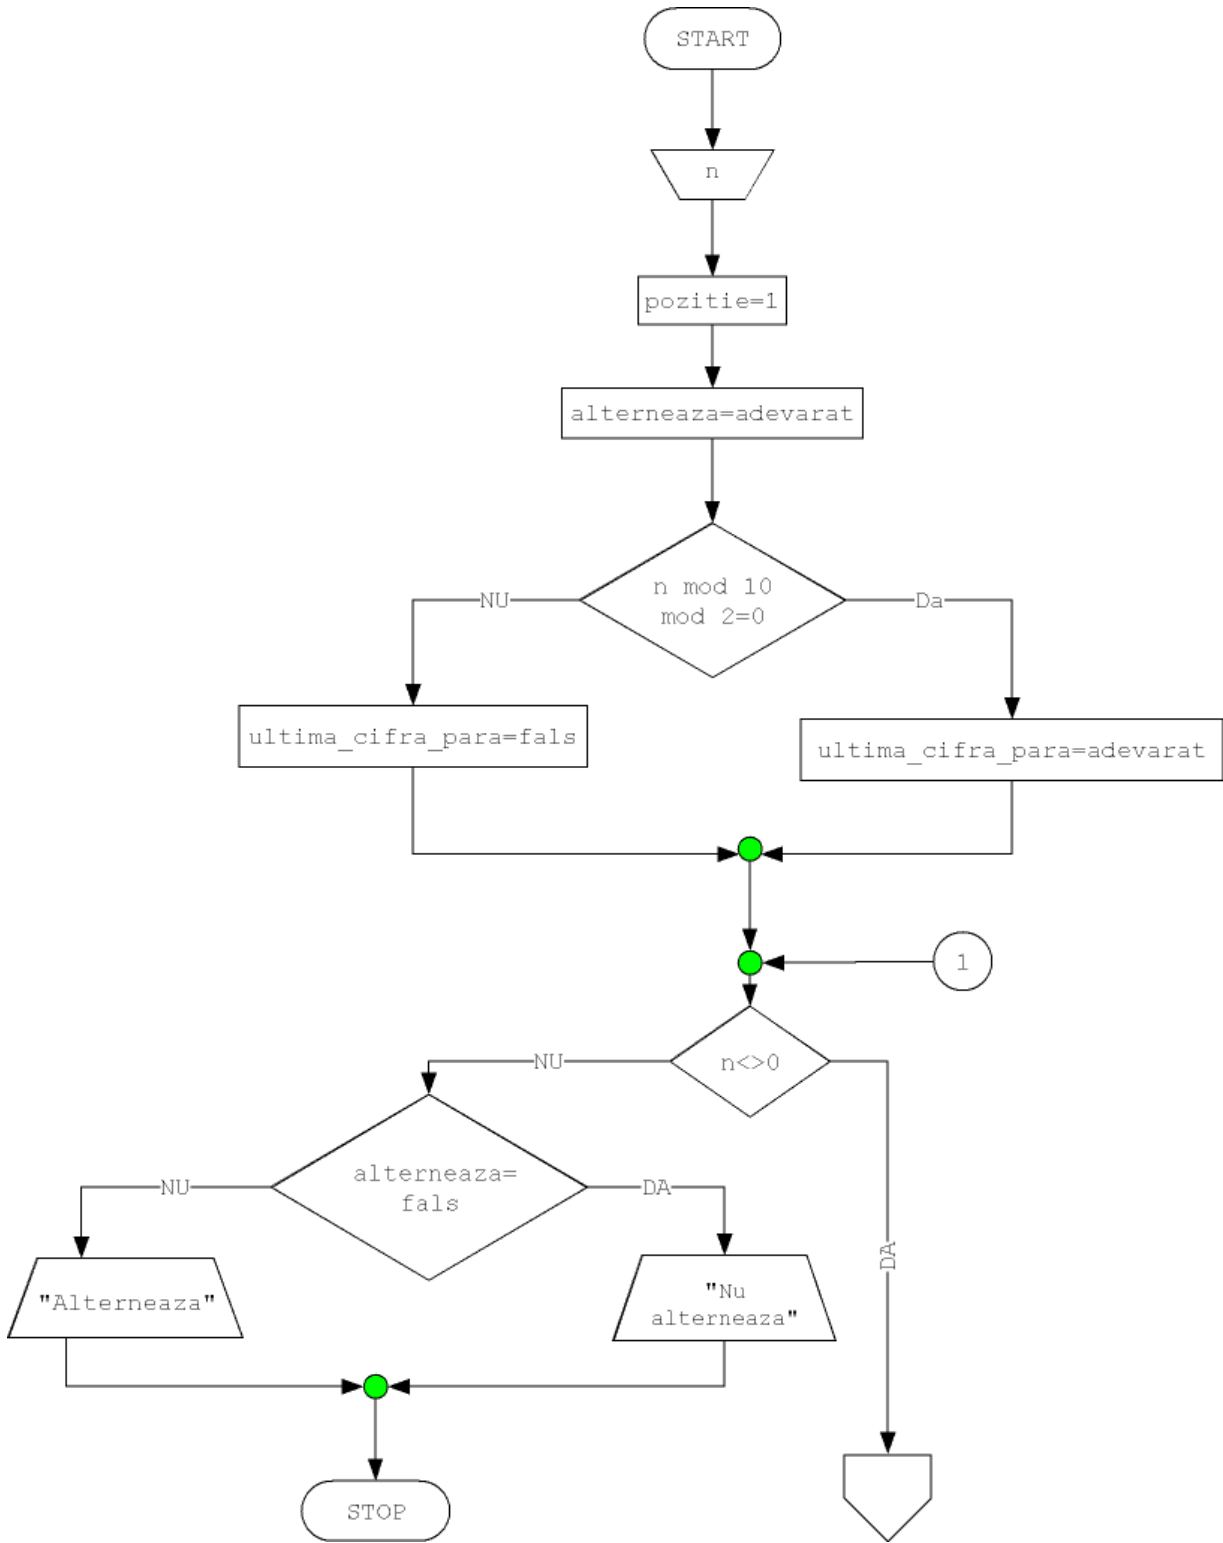 START
n
pozitie=1
alterneaza=adevarat
n mod 10
mod 2=0
NU
Da
ultima_cifra_para=fals
ultima_cifra_para=adevarat
1
n<>0
NU
DA
alterneaza=
fals
NU
DA
"Alterneaza"
"Nu
alterneaza"
STOP